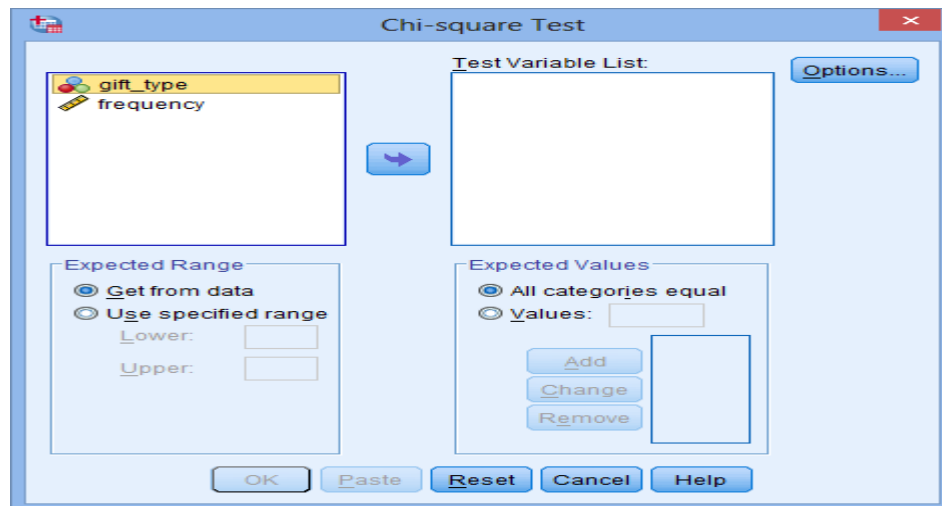 Chi-square Test
gift_type
frequency
Test Variable List:
Options...
Expected Range
Get from data
Use specified range
Lower:
Upper:
Expected Values
All categories equal
Values:
Add
Change
Remove
OK
Paste
Reset
Cancel
Help